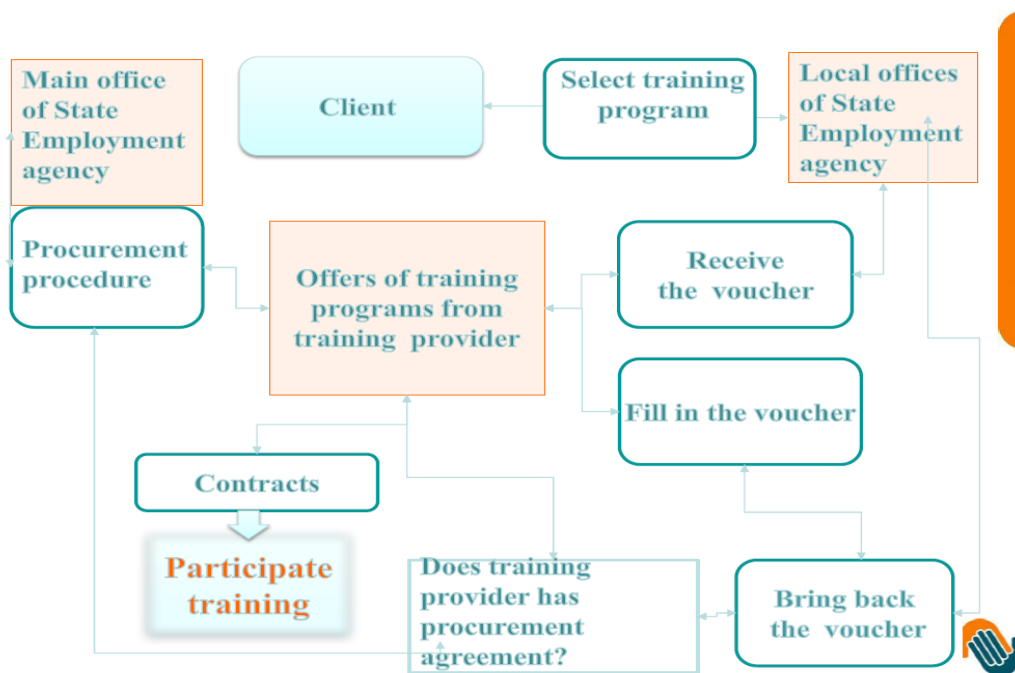 Main office
of State
Employment
agency
Client
Select training
program
Local offices
of State
Employment
agency
Procurement
procedure
Offers of training
programs from
training provider
Receive
the voucher
Fill in the voucher
Contracts
Participate
training
Does training
provider has
procurement
agreement?
Bring back
the voucher